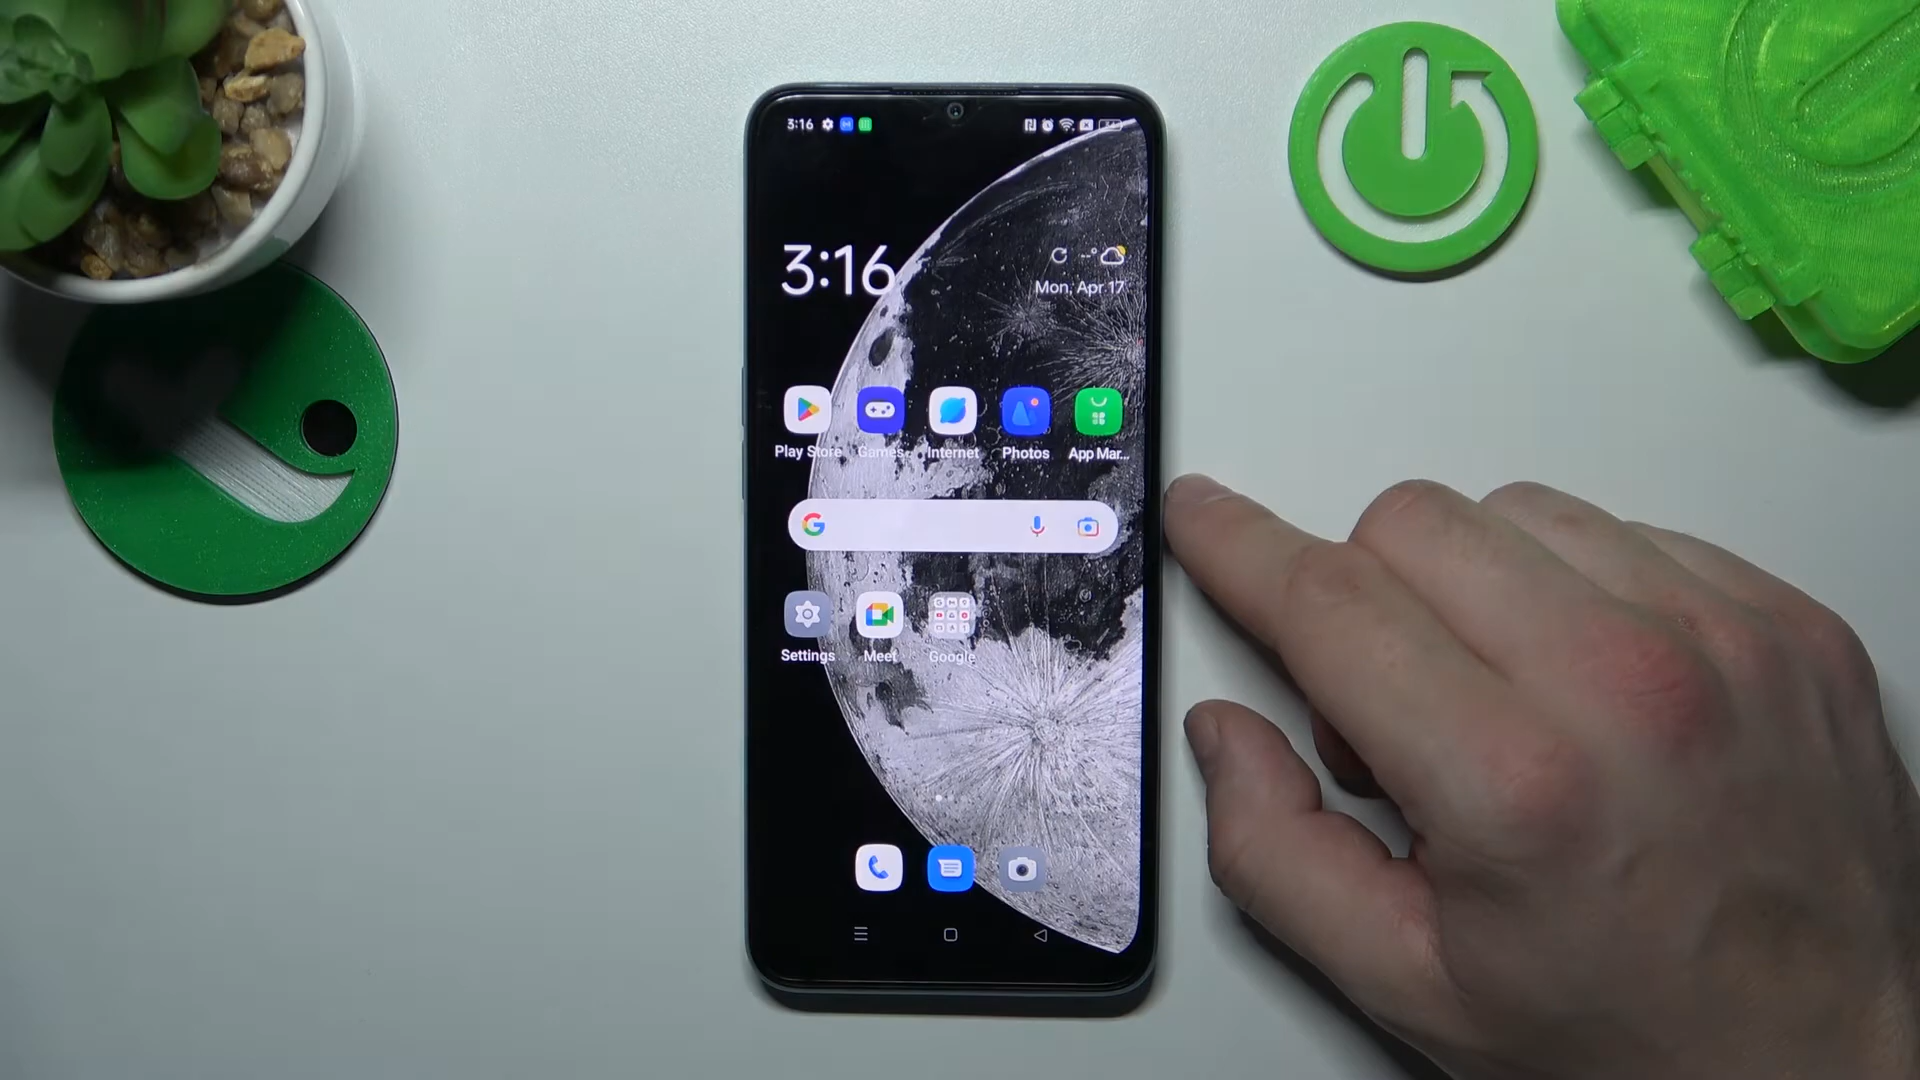 3:16
3:16
Mon, Apr 17
Play Store Games Internet Photos App Mar...
G
Settings Meet Google